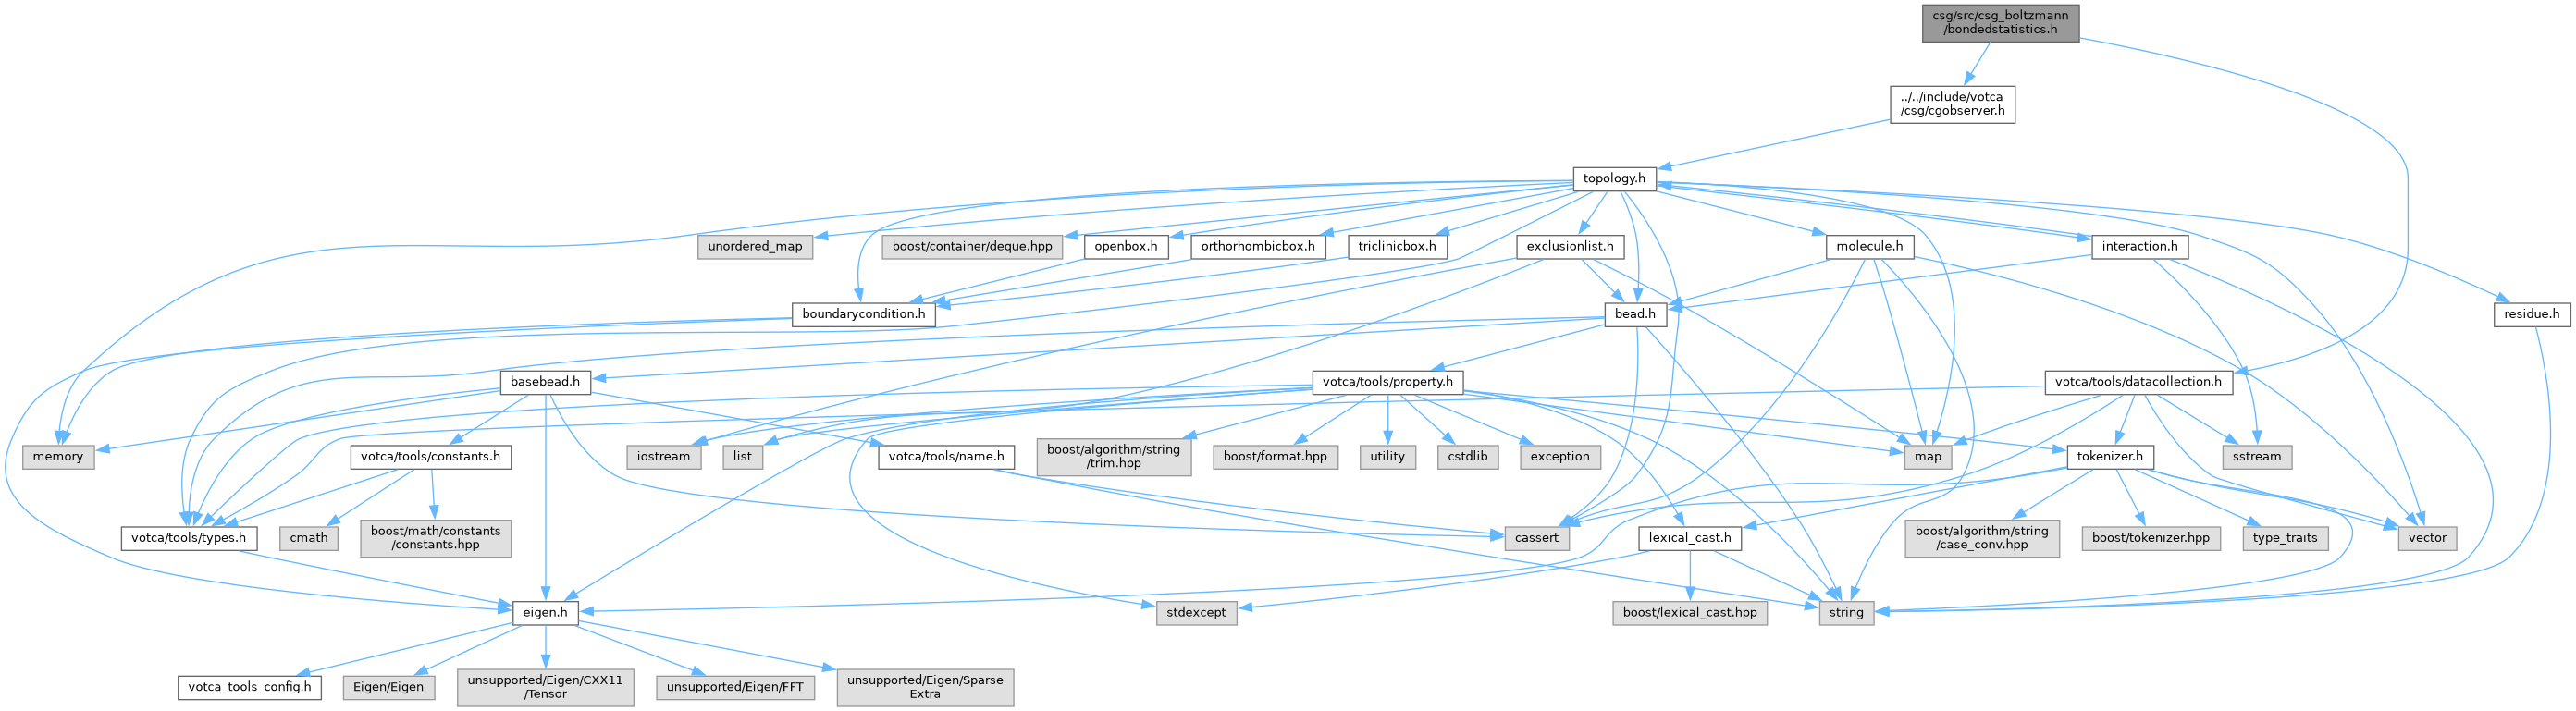 csg/src/csg_boltzmann
/bondedstatistics.h
../../include/votca
/csg/cgobserver.h
topology.h
unordered_map
boost/container/deque.hpp
openbox.h
orthorhombicbox.h
triclinicbox.h
exclusionlist.h
molecule.h
interaction.h
boundarycondition.h
bead.h
residue.h
basebead.h
votca/tools/property.h
votca/tools/datacollection.h
memory
votca/tools/constants.h
iostream
list
votca/tools/name.h
boost/algorithm/string
/trim.hpp
boost/format.hpp
utility
cstdlib
exception
map
tokenizer.h
sstream
votca/tools/types.h
cmath
boost/math/constants
/constants.hpp
cassert
lexical_cast.h
boost/algorithm/string
/case_conv.hpp
boost/tokenizer.hpp
type_traits
vector
eigen.h
stdexcept
boost/lexical_cast.hpp
string
votca_tools_config.h
Eigen/Eigen
unsupported/Eigen/CXX11
/Tensor
unsupported/Eigen/FFT
unsupported/Eigen/Sparse
Extra